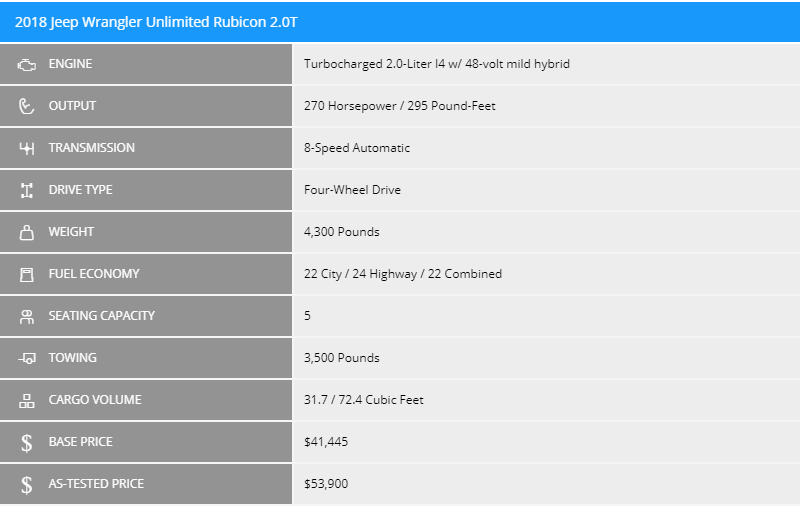 2018 Jeep Wrangler Unlimited Rubicon 2.0T
ENGINE Turbocharged 2.0-Liter I4 w/ 48-volt mild hybrid
OUTPUT 270 Horsepower / 295 Pound-Feet
TRANSMISSION 8-Speed Automatic
DRIVE TYPE Four-Wheel Drive
WEIGHT 4,300 Pounds
FUEL ECONOMY 22 City / 24 Highway / 22 Combined
SEATING CAPACITY 5
TOWING 3,500 Pounds
CARGO VOLUME 31.7 / 72.4 Cubic Feet
$ BASE PRICE $41,445
$ AS-TESTED PRICE $53,900